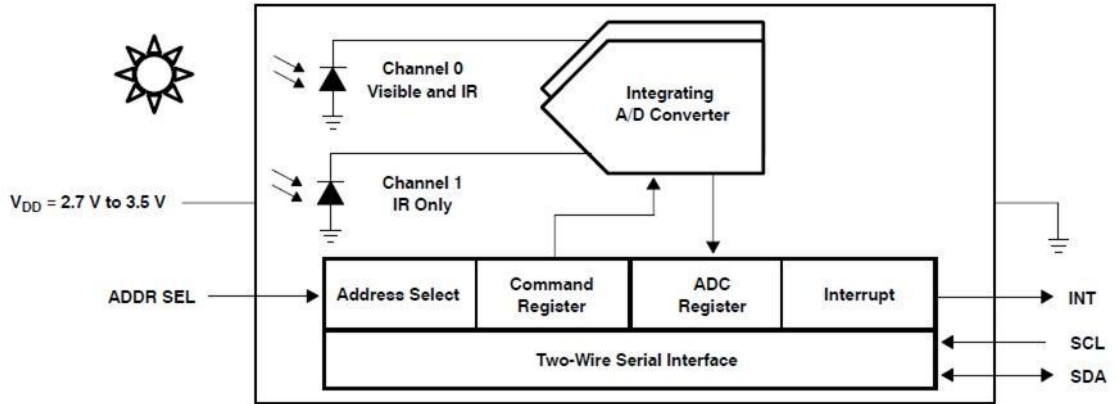 Channel 0
Visible and IR
Integrating
A/D Converter
Channel 1
IR Only
VDD = 2.7 V to 3.5 V
ADDR SEL
Address Select
Command
Register
ADC
Register
Interrupt
INT
Two-Wire Serial Interface
SCL
SDA